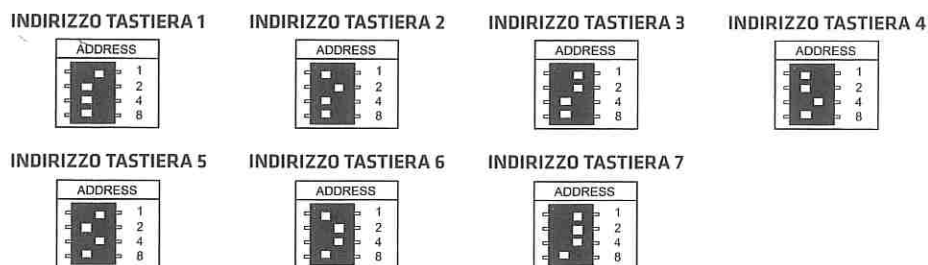 INDIRIZZO TASTIERA 1 INDIRIZZO TASTIERA 2 INDIRIZZO TASTIERA 3 INDIRIZZO TASTIERA 4
ADDRESS ADDRESS ADDRESS ADDRESS
1 1 1 1
2 2 2 2
4 4 4 4
8 8 8 8
INDIRIZZO TASTIERA 5 INDIRIZZO TASTIERA 6 INDIRIZZO TASTIERA 7
ADDRESS ADDRESS ADDRESS
1 1 1
2 2 2
4 4 4
8 8 8